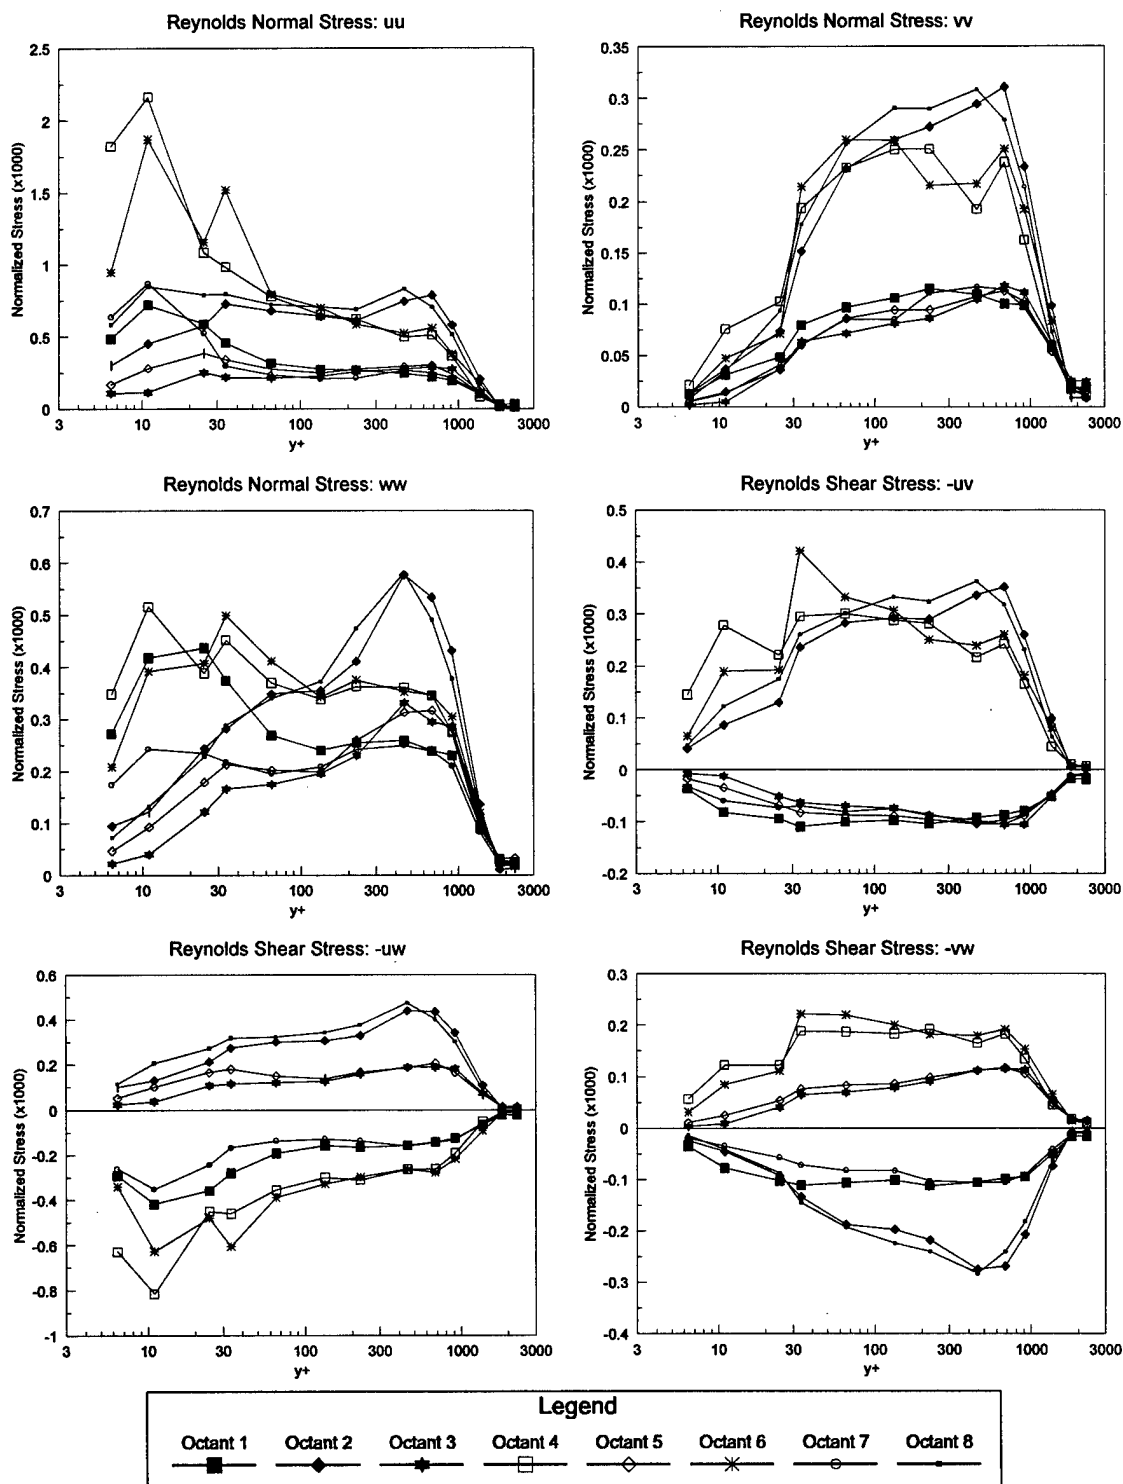 Reynolds Normal Stress: uu
Normalized Stress (x1000)
2.5
2
1.5
1
0.5
0
3 10 30 100 300 1000 3000
y+
Reynolds Normal Stress: vv
Normalized Stress (x1000)
0.35
0.3
0.25
0.2
0.15
0.1
0.05
0
3 10 30 100 300 1000 3000
y+
Reynolds Normal Stress: ww
Normalized Stress (x1000)
0.7
0.6
0.5
0.4
0.3
0.2
0.1
0
3 10 30 100 300 1000 3000
y+
Reynolds Shear Stress: -uv
Normalized Stress (x1000)
0.5
0.4
0.3
0.2
0.1
0
-0.1
-0.2
3 10 30 100 300 1000 3000
y+
Reynolds Shear Stress: -uw
Normalized Stress (x1000)
0.6
0.4
0.2
0
-0.2
-0.4
-0.6
-0.8
-1
3 10 30 100 300 1000 3000
y+
Reynolds Shear Stress: -vw
Normalized Stress (x1000)
0.3
0.2
0.1
0
-0.1
-0.2
-0.3
-0.4
3 10 30 100 300 1000 3000
y+
Legend
Octant 1 Octant 2 Octant 3 Octant 4 Octant 5 Octant 6 Octant 7 Octant 8